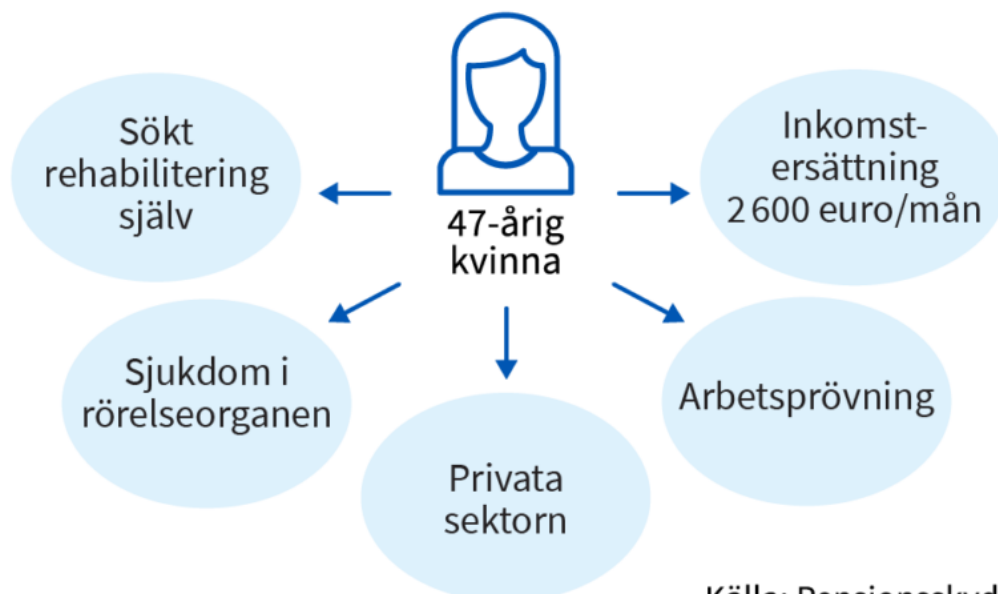 Sökt
rehabilitering
själv
47-årig
kvinna
Inkomst-
ersättning
2 600 euro/mån
Sjukdom i
rörelseorganen
Privata
sektorn
Arbetsprövning